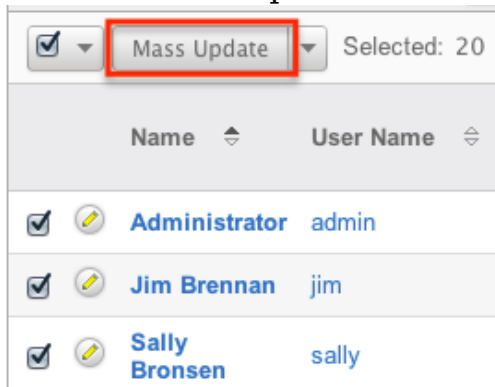 Mass Update Selected: 20
Name User Name
Administrator admin
Jim Brennan jim
Sally
Bronsen sally